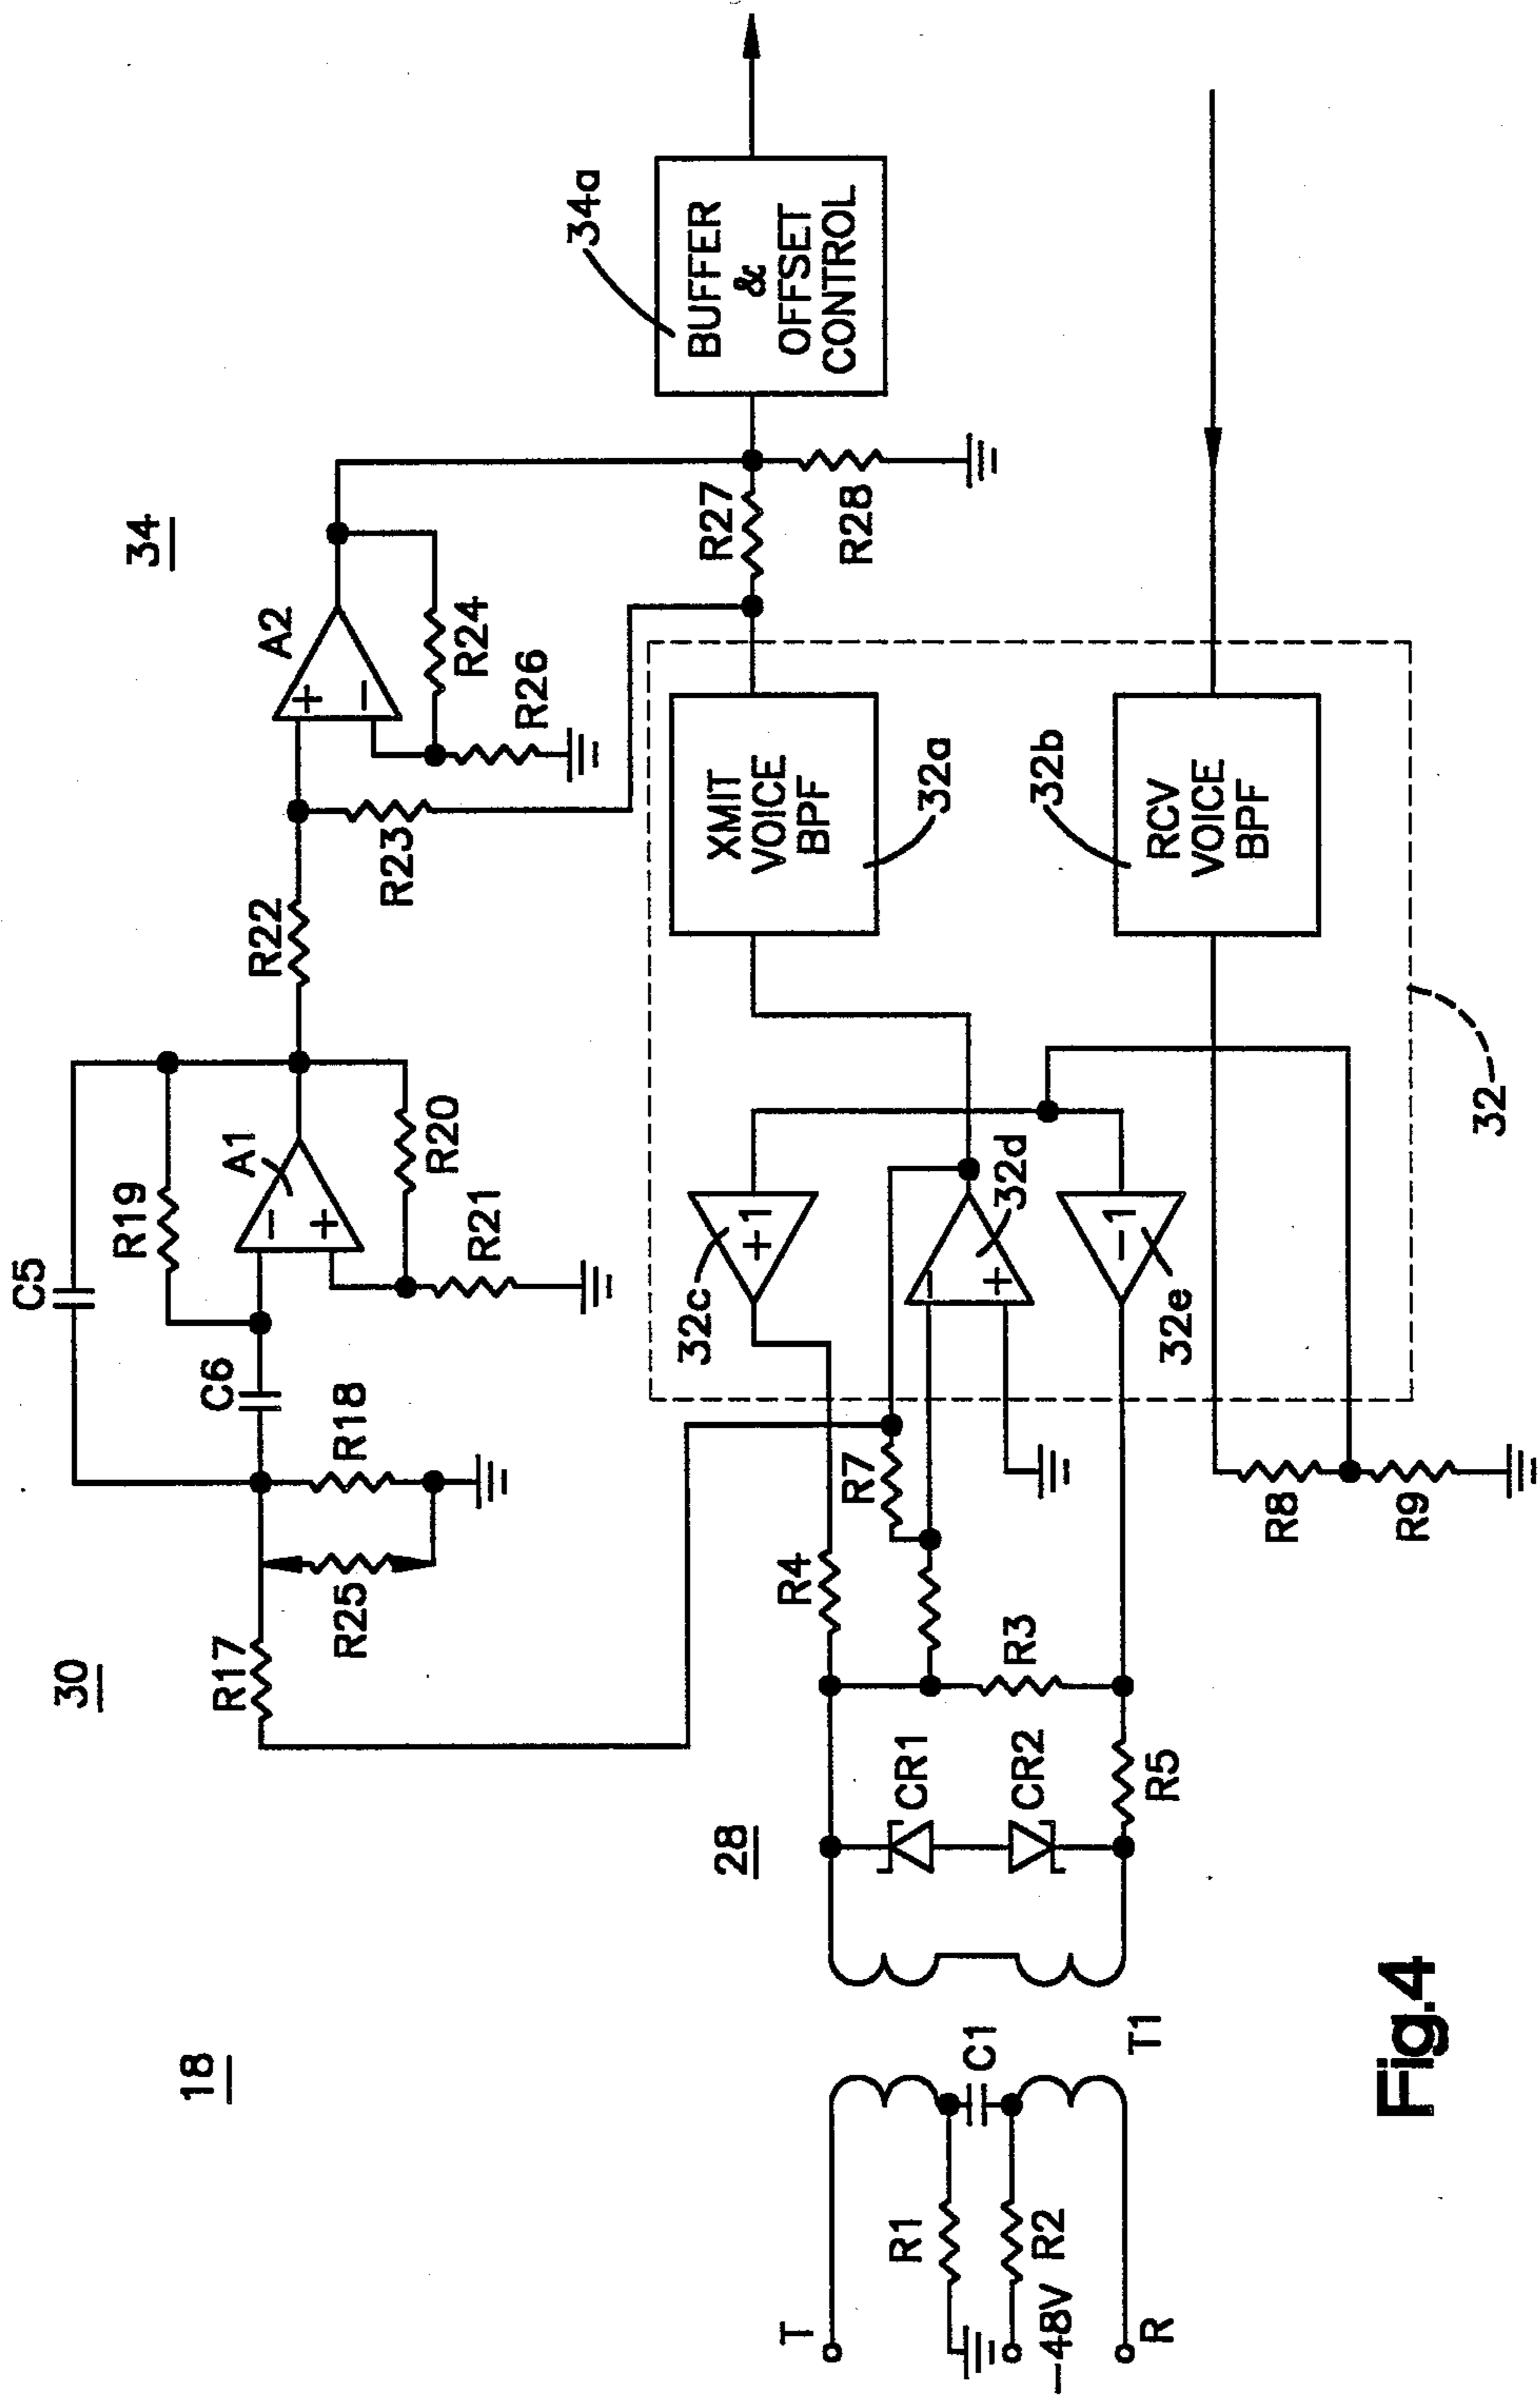 18
30
34
C5
R19
A1
−
+
C6
R18
R20
R21
R25
R17
R22
R23
A2
+
−
R24
R26
R27
R28
34a
BUFFER
&
OFFSET
CONTROL
28
T
R1
R2
−48V
R
C1
T1
CR1
CR2
R5
R3
R4
R7
32c
+1
−
+
32d
−1
32e
XMIT
VOICE
BPF
32a
RCV
VOICE
BPF
32b
32
R8
R9
Fig.4